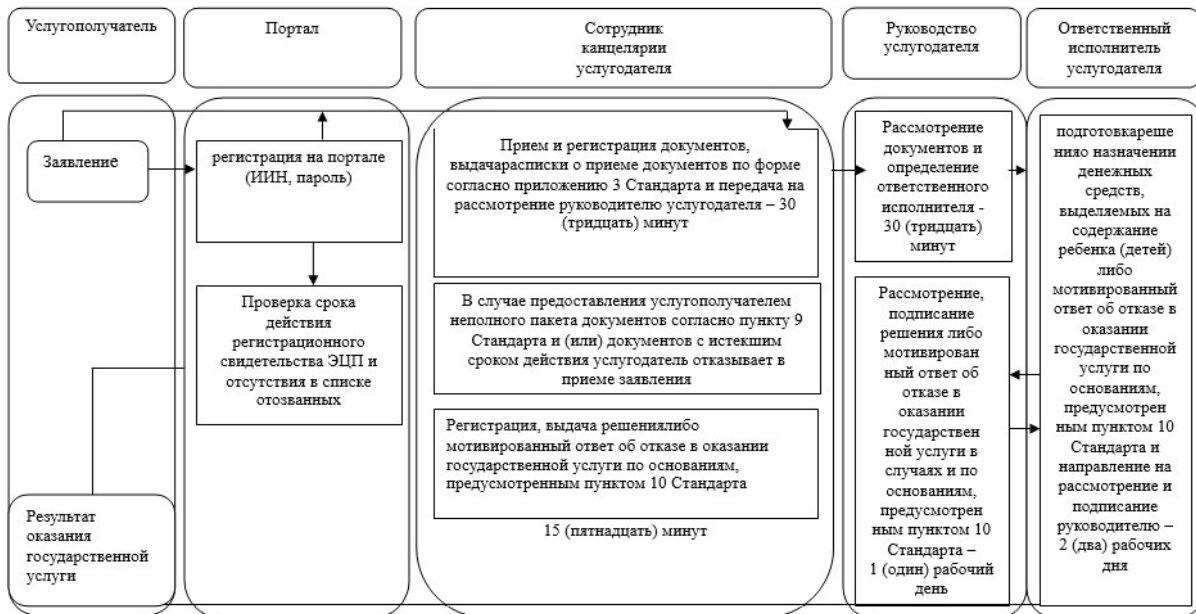 Услугополучатель
Портал
Сотрудник
канцелярии
услугодателя
Руководство
услугодателя
Ответственный
исполнитель
услугодателя
Заявление
регистрация на портале
(ИИН, пароль)
Проверка срока
действия
регистрационного
свидетельства ЭЦП и
отсутствия в списке
отозванных
Прием и регистрация документов,
выдачарасписки о приеме документов по форме
согласно приложению 3 Стандарта и передача на
рассмотрение руководителю услугодателя – 30
(тридцать) минут
В случае предоставления услугополучателем
неполного пакета документов согласно пункту 9
Стандарта и (или) документов с истекшим
сроком действия услугодатель отказывает в
приеме заявления
Регистрация, выдача решениялибо
мотивированный ответ об отказе в оказании
государственной услуги по основаниям,
предусмотренным пунктом 10 Стандарта
15 (пятнадцать) минут
Рассмотрение
документов и
определение
ответственного
исполнителя -
30 (тридцать)
минут
Рассмотрение,
подписание
решения либо
мотивирован
ный ответ об
отказе в
оказании
государствен
ной услуги в
случаях и по
основаниям,
предусмотрен
ным пунктом 10
Стандарта –
1 (один) рабочий
день
подготовкареше
нияо назначении
денежных
средств,
выделяемых на
содержание
ребенка (детей)
либо
мотивированный
ответ об отказе в
оказании
государственной
услуги по
основаниям,
предусмотрен
ным пунктом 10
Стандарта и
направление на
рассмотрение и
подписание
руководителю –
2 (два) рабочих
дня
Результат
оказания
государственной
услуги